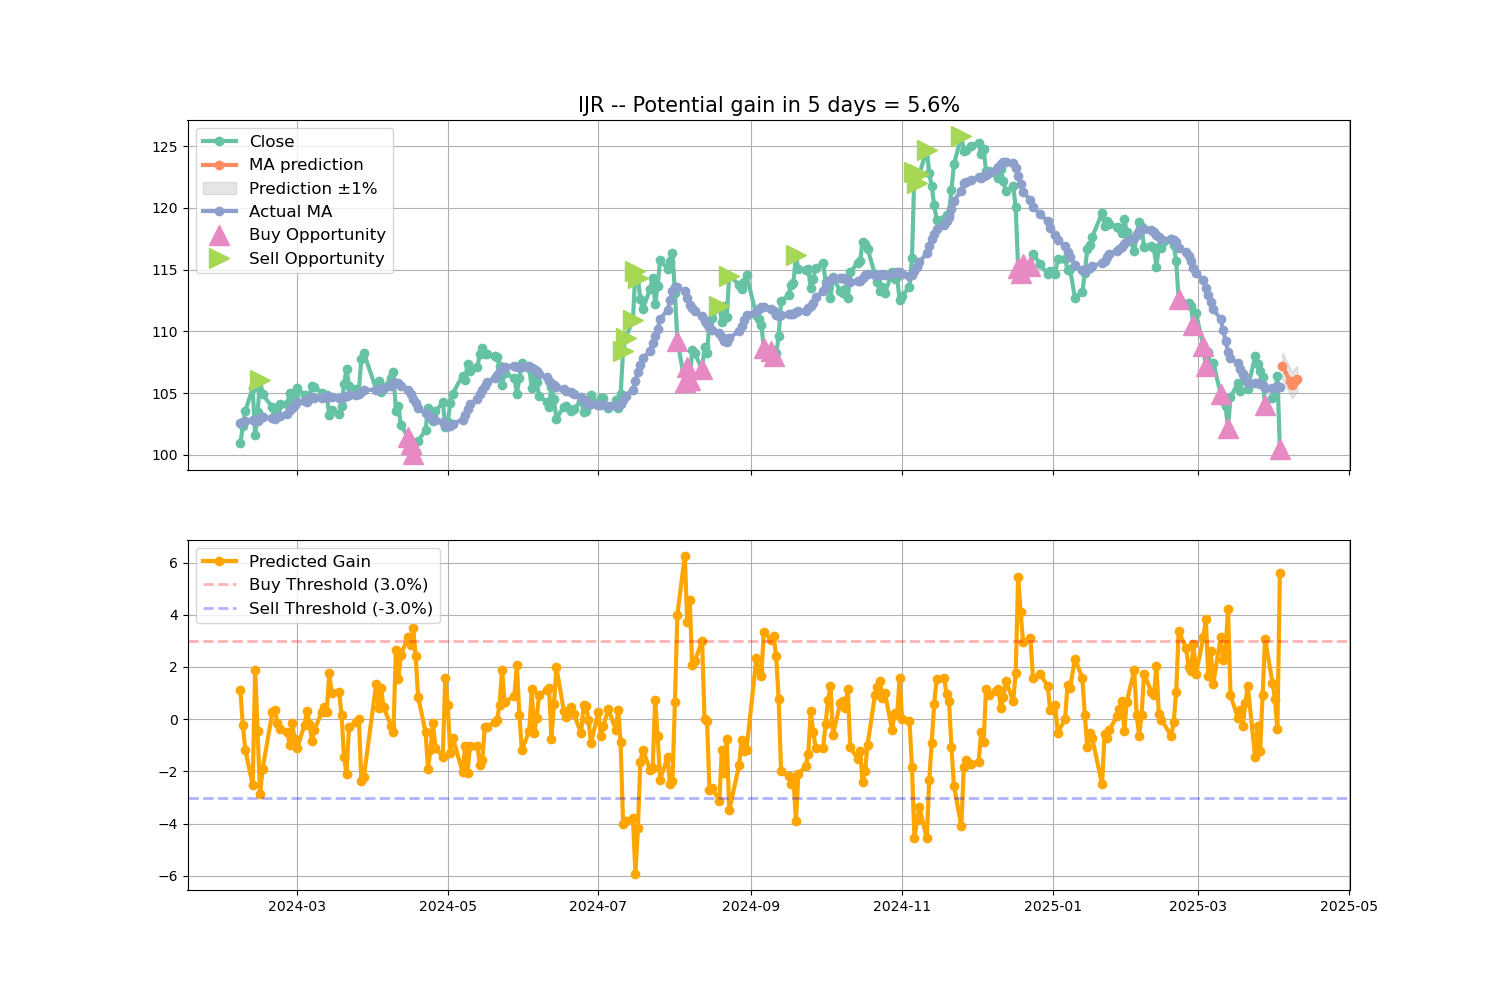 IJR -- Potential gain in 5 days = 5.6%
Close
MA prediction
Prediction ±1%
Actual MA
Buy Opportunity
Sell Opportunity
125
120
115
110
105
100
Predicted Gain
Buy Threshold (3.0%)
Sell Threshold (-3.0%)
6
4
2
0
−2
−4
−6
2024-03 2024-05 2024-07 2024-09 2024-11 2025-01 2025-03 2025-05